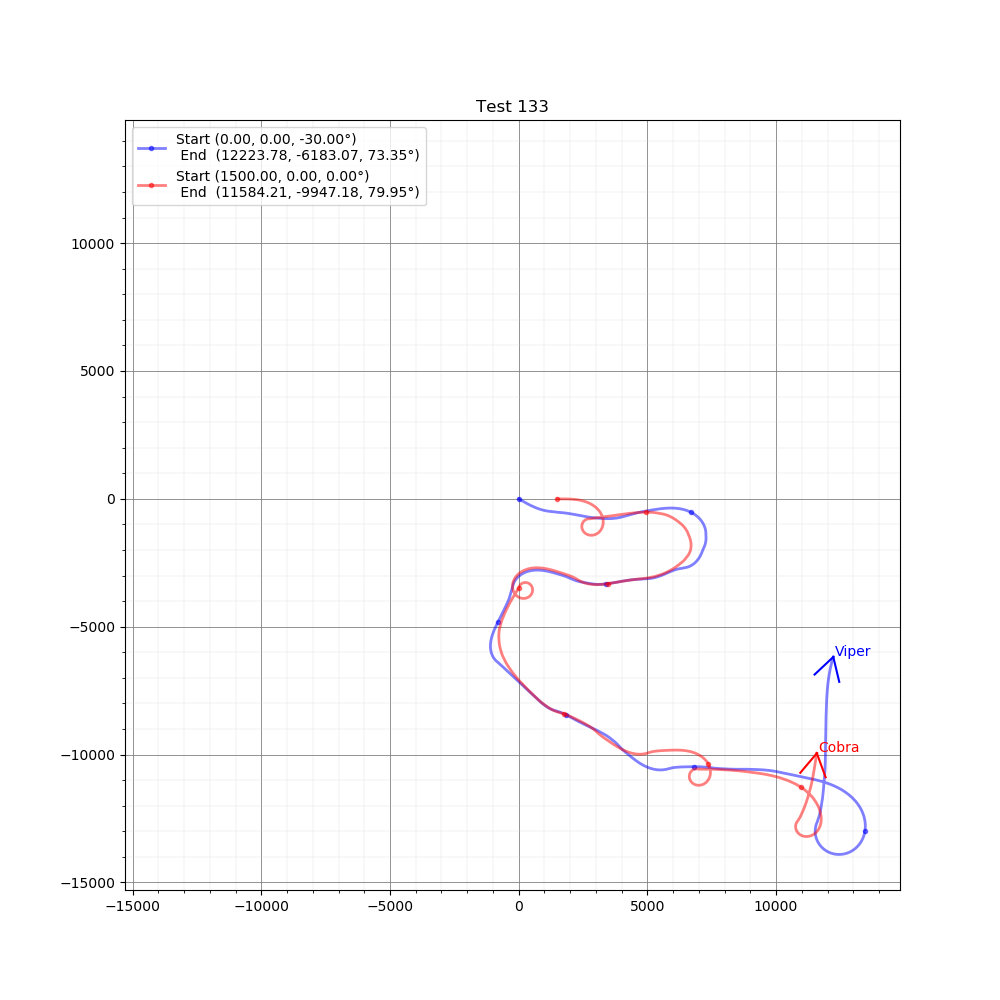 Test 133
Start (0.00, 0.00, -30.00°)
End  (12223.78, -6183.07, 73.35°)
Start (1500.00, 0.00, 0.00°)
End  (11584.21, -9947.18, 79.95°)
10000
5000
0
−5000
−10000
−15000
Viper
Cobra
−15000 −10000 −5000 0 5000 10000